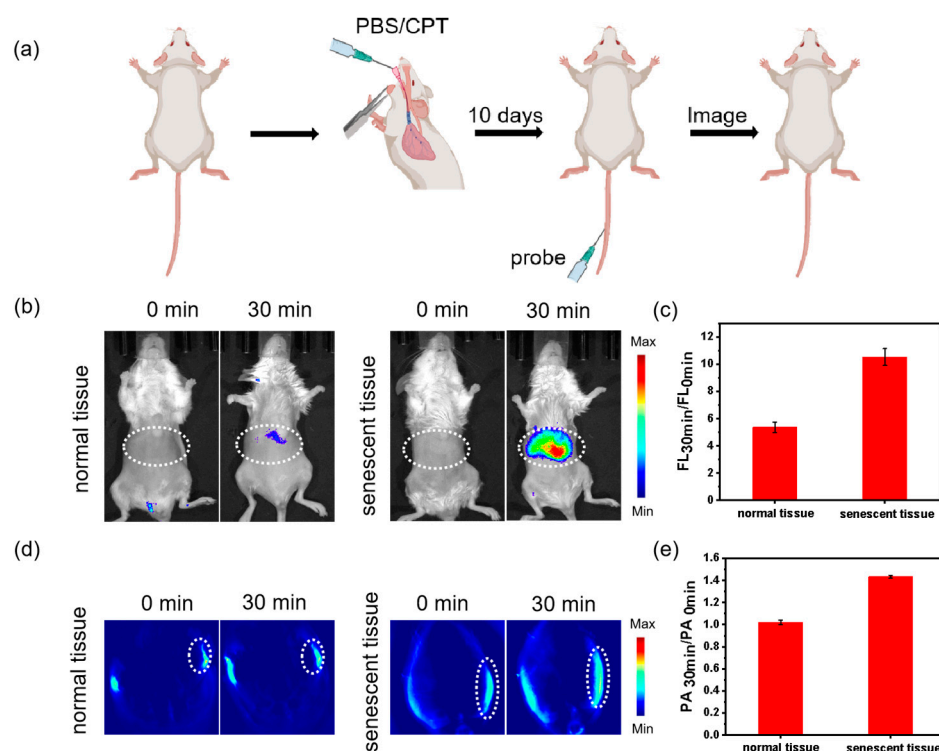 (a)
PBS/CPT
10 days
Image
probe
(b)
0 min
30 min
0 min
30 min
normal tissue
senescent tissue
Max
Min
(c)
FL30min/FL0min
12
10
8
6
4
2
0
normal tissue
senescent tissue
(d)
0 min
30 min
0 min
30 min
normal tissue
senescent tissue
Max
Min
(e)
PA 30min/PA 0min
1.6
1.4
1.2
1.0
0.8
0.6
0.4
0.2
0.0
normal tissue
senescent tissue